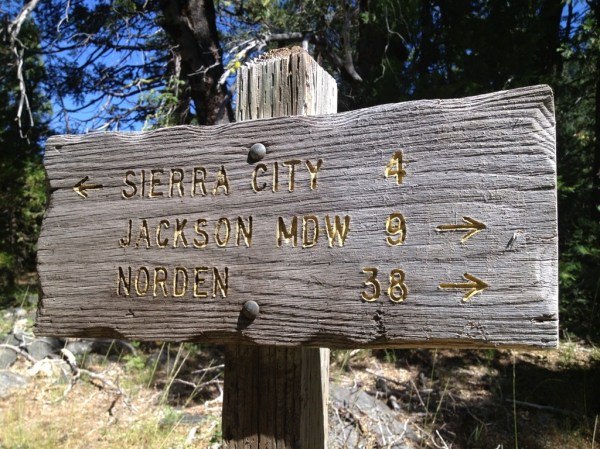 ← SIERRA CITY 4
JACKSON MDW 9 →
NORDEN 38 →